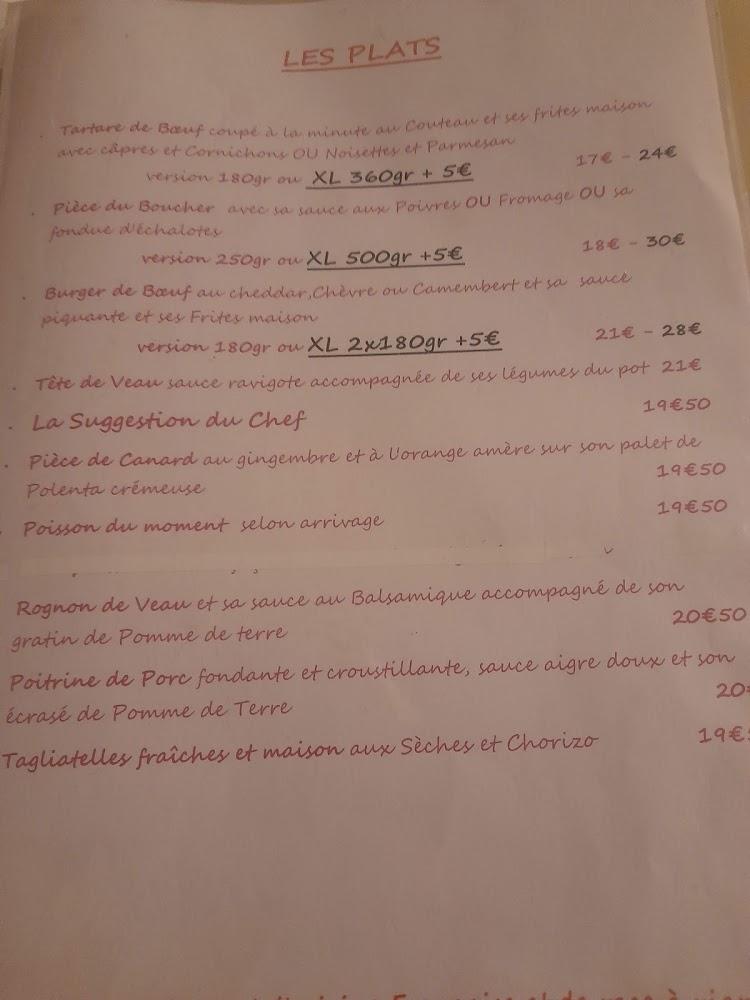 LES PLATS
. Tartare de Bœuf coupé à la minute au Couteau et ses frites maison
avec câpres et Cornichons OU Noisettes et Parmesan
version 180gr ou XL 360gr + 5€ 17€ - 24€
. Pièce du Boucher avec sa sauce aux Poivres OU Fromage OU sa
fondue d'échalotes
version 250gr ou XL 500gr +5€ 18€ - 30€
. Burger de Bœuf au cheddar, Chèvre ou Camembert et sa sauce
piquante et ses Frites maison
version 180gr ou XL 2x180gr +5€ 21€ - 28€
. Tête de Veau sauce ravigote accompagnée de ses légumes du pot 21€
. La Suggestion du Chef 19€50
. Pièce de Canard au gingembre et à l'orange amère sur son palet de
Polenta crémeuse 19€50
. Poisson du moment selon arrivage 19€50
Rognon de Veau et sa sauce au Balsamique accompagné de son
gratin de Pomme de terre 20€50
Poitrine de Porc fondante et croustillante, sauce aigre doux et son
écrasé de Pomme de Terre 20
Tagliatelles fraîches et maison aux Sèches et Chorizo 19€